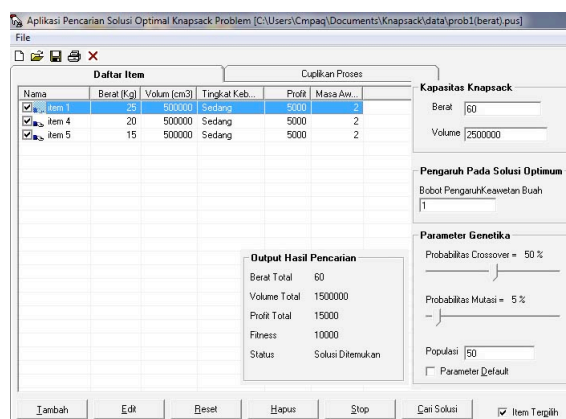 Aplikasi Pencarian Solusi Optimal Knapsack Problem [C:\Users\Cmpaq\Documents\Knapsack\data\prob1(berat).pus]
File
Daftar Item
Cuplikan Proses
Nama Berat (Kg) Volum (cm3) Tingkat Keb... Profit Masa Aw...
item 1 25 500000 Sedang 5000 2
item 4 20 500000 Sedang 5000 2
item 5 15 500000 Sedang 5000 2
Kapasitas Knapsack
Berat 60
Volume 2500000
Pengaruh Pada Solusi Optimum
Bobot PengaruhKeawetan Buah
1
Parameter Genetika
Probabilitas Crossover = 50 %
Probabilitas Mutasi = 5 %
Populasi 50
Parameter Default
Output Hasil Pencarian
Berat Total 60
Volume Total 1500000
Profit Total 15000
Fitness 10000
Status Solusi Ditemukan
Tambah Edit Reset Hapus Stop Cari Solusi Item Terpilih